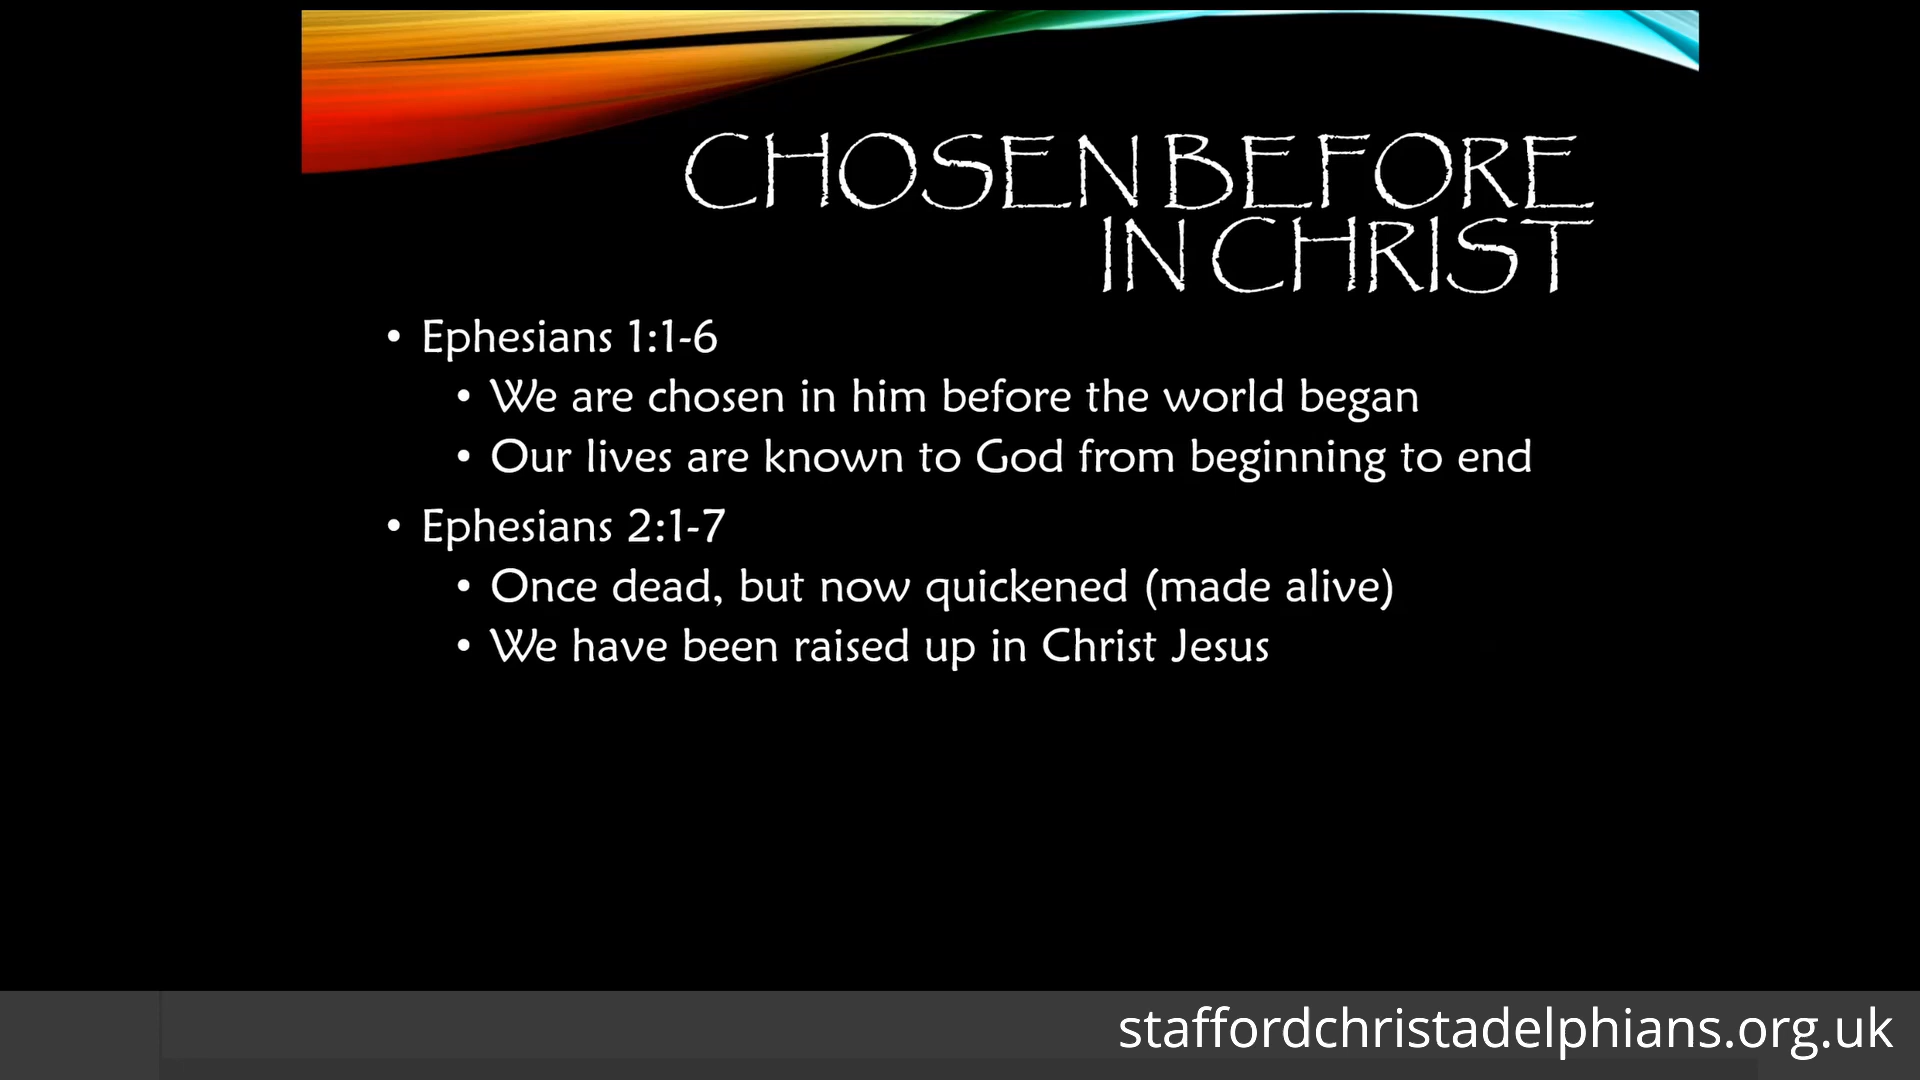 CHOSEN BEFORE
IN CHRIST
• Ephesians 1:1-6
• We are chosen in him before the world began
• Our lives are known to God from beginning to end
• Ephesians 2:1-7
• Once dead, but now quickened (made alive)
• We have been raised up in Christ Jesus
staffordchristadelphians.org.uk